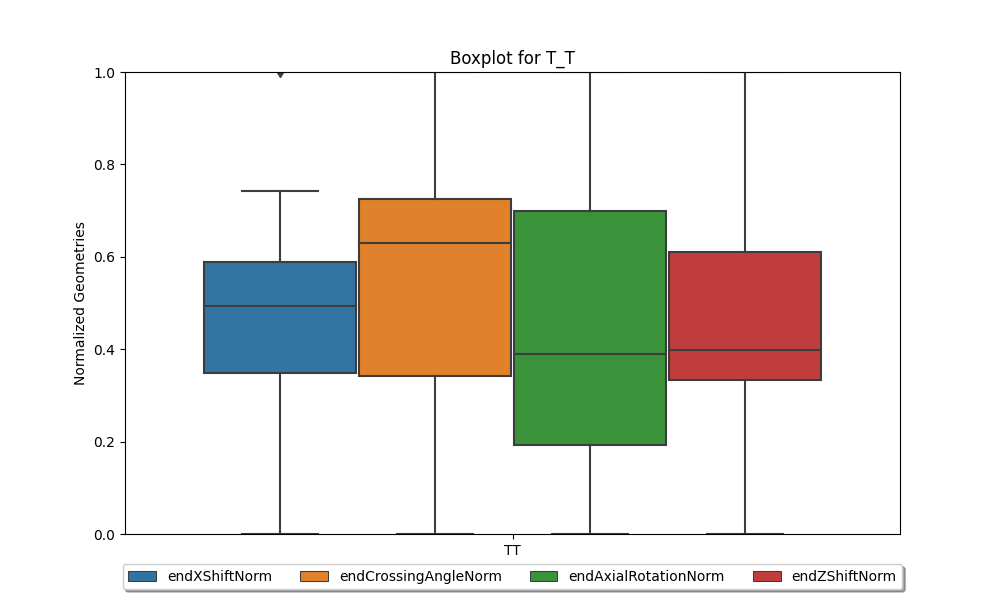 Boxplot for T_T
1.0
0.8
0.6
0.4
0.2
0.0
Normalized Geometries
TT
endXShiftNorm endCrossingAngleNorm endAxialRotationNorm endZShiftNorm